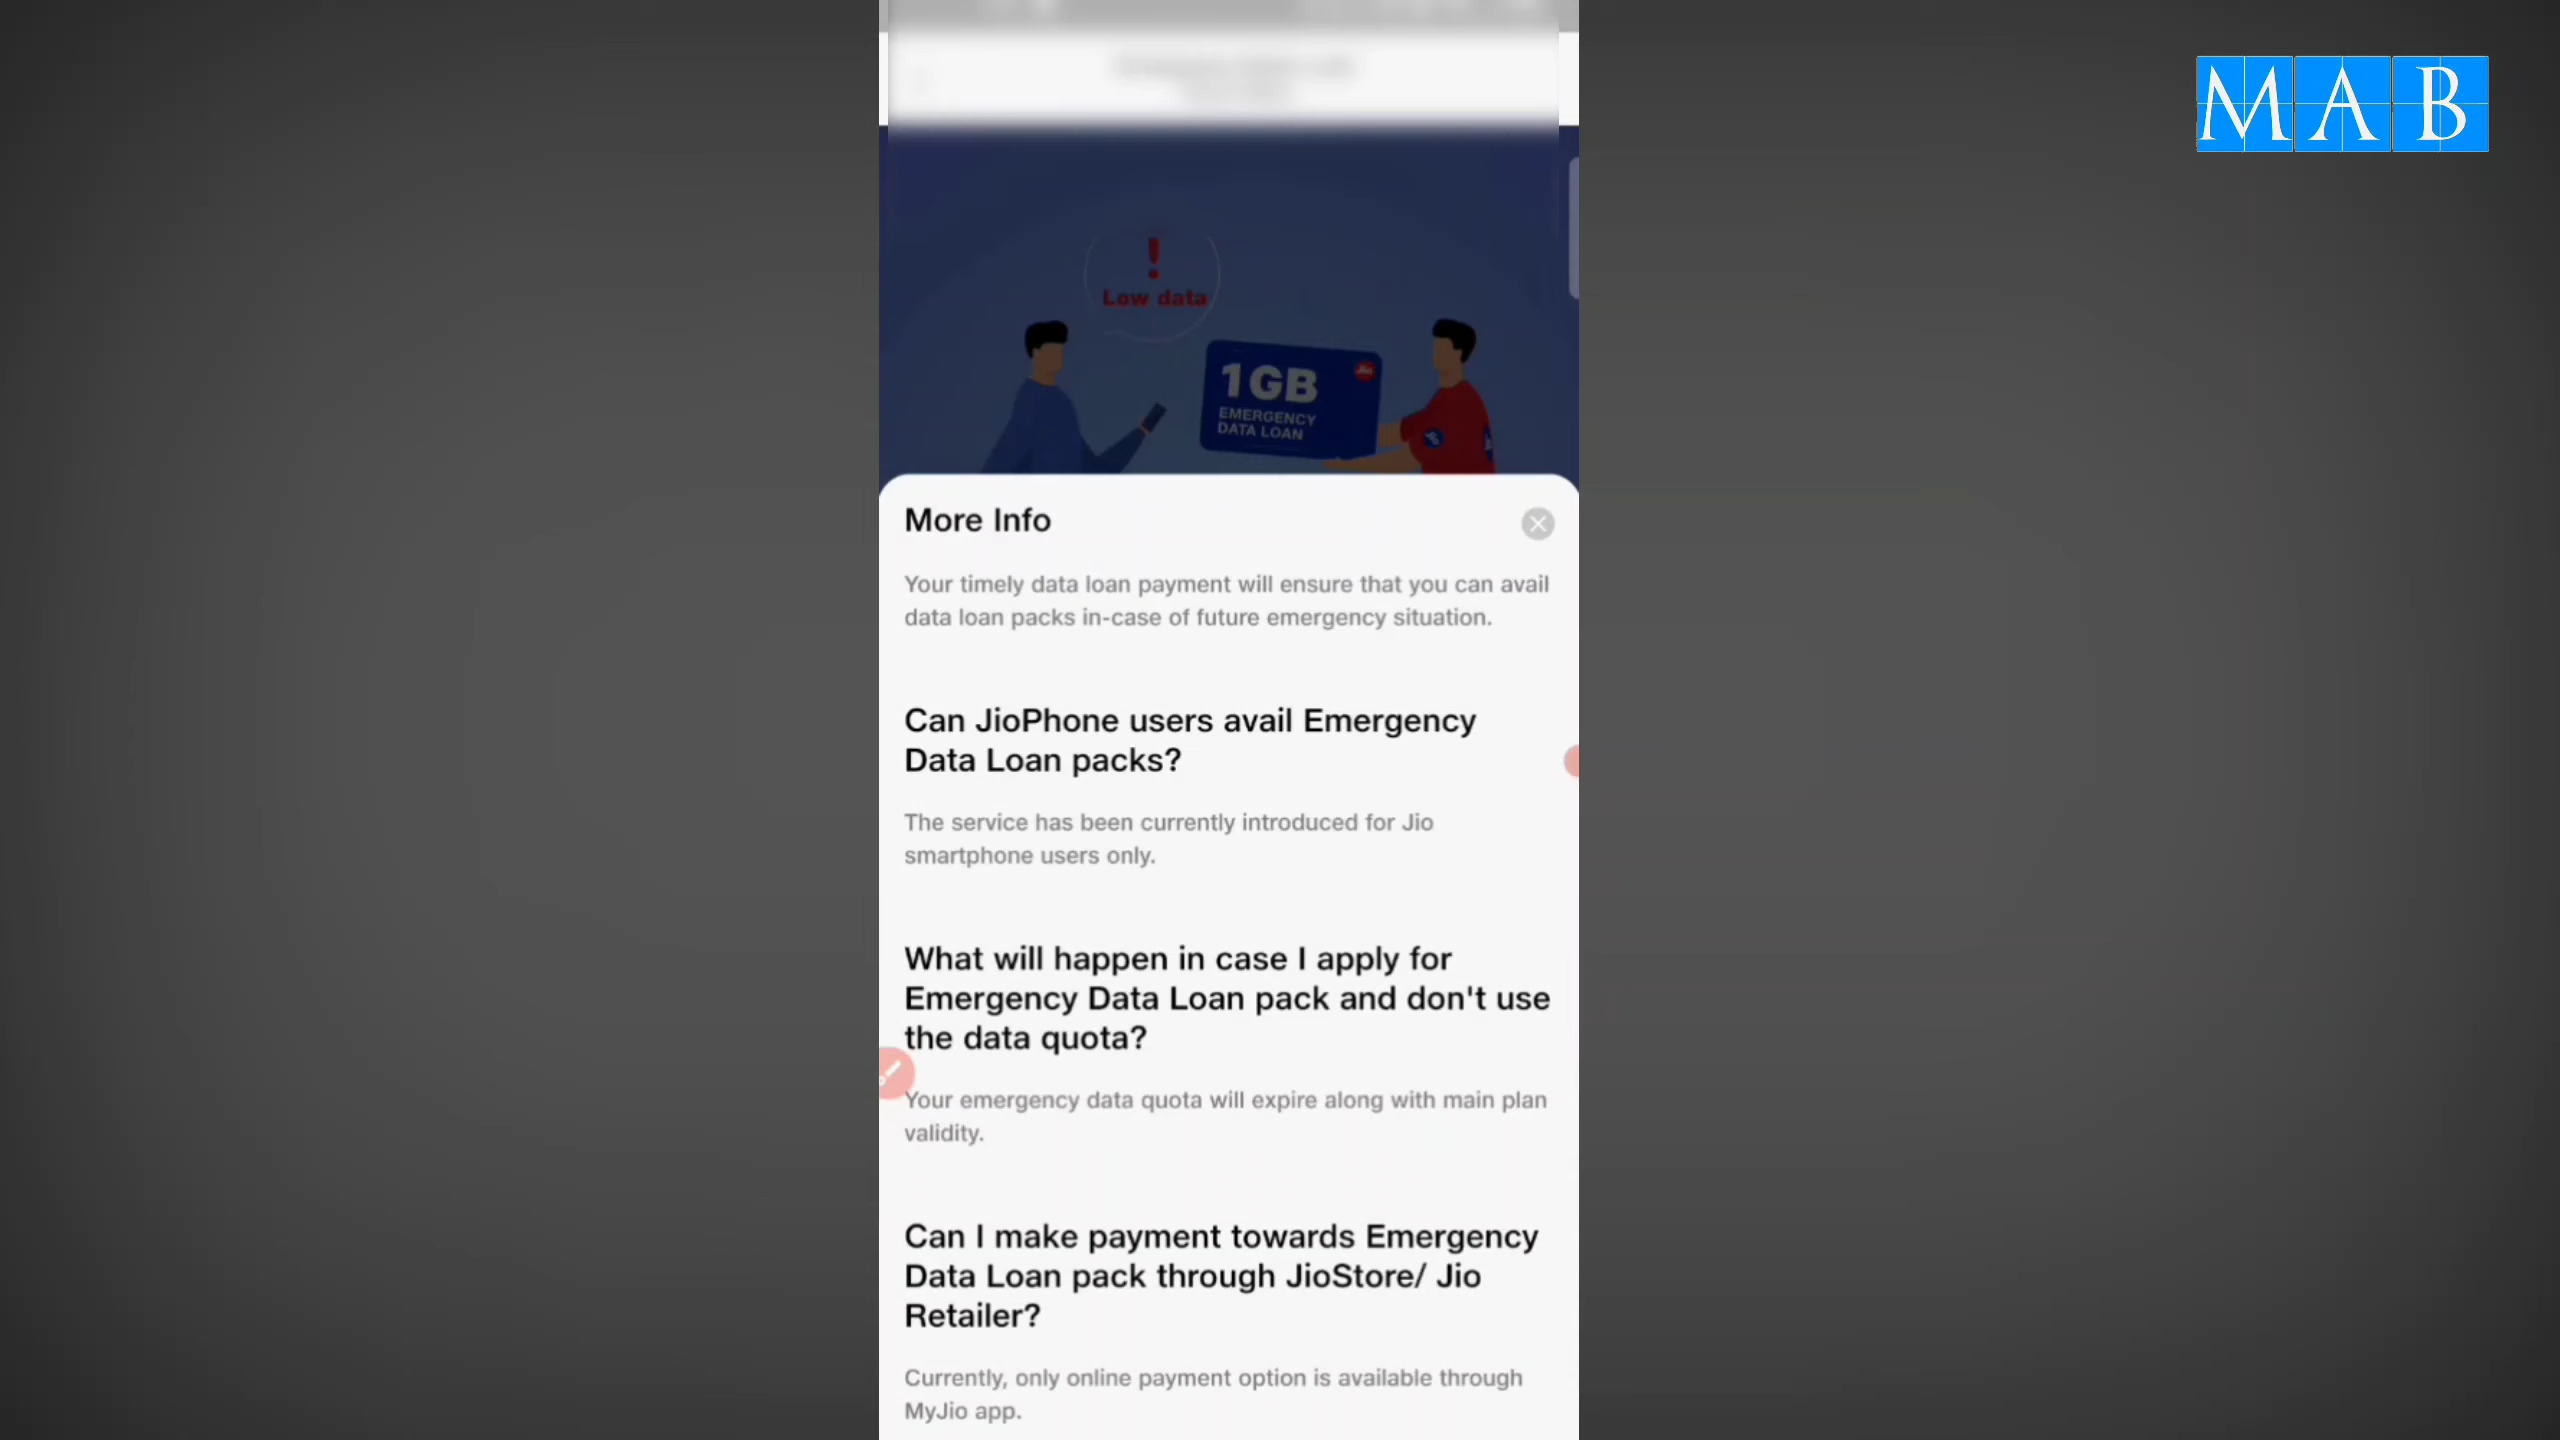 MAB
!
Low data
1GB
Jio
EMERGENCY
DATA LOAN
More Info
Your timely data loan payment will ensure that you can avail
data loan packs in-case of future emergency situation.
Can JioPhone users avail Emergency
Data Loan packs?
The service has been currently introduced for Jio
smartphone users only.
What will happen in case I apply for
Emergency Data Loan pack and don't use
the data quota?
Your emergency data quota will expire along with main plan
validity.
Can I make payment towards Emergency
Data Loan pack through JioStore/ Jio
Retailer?
Currently, only online payment option is available through
MyJio app.